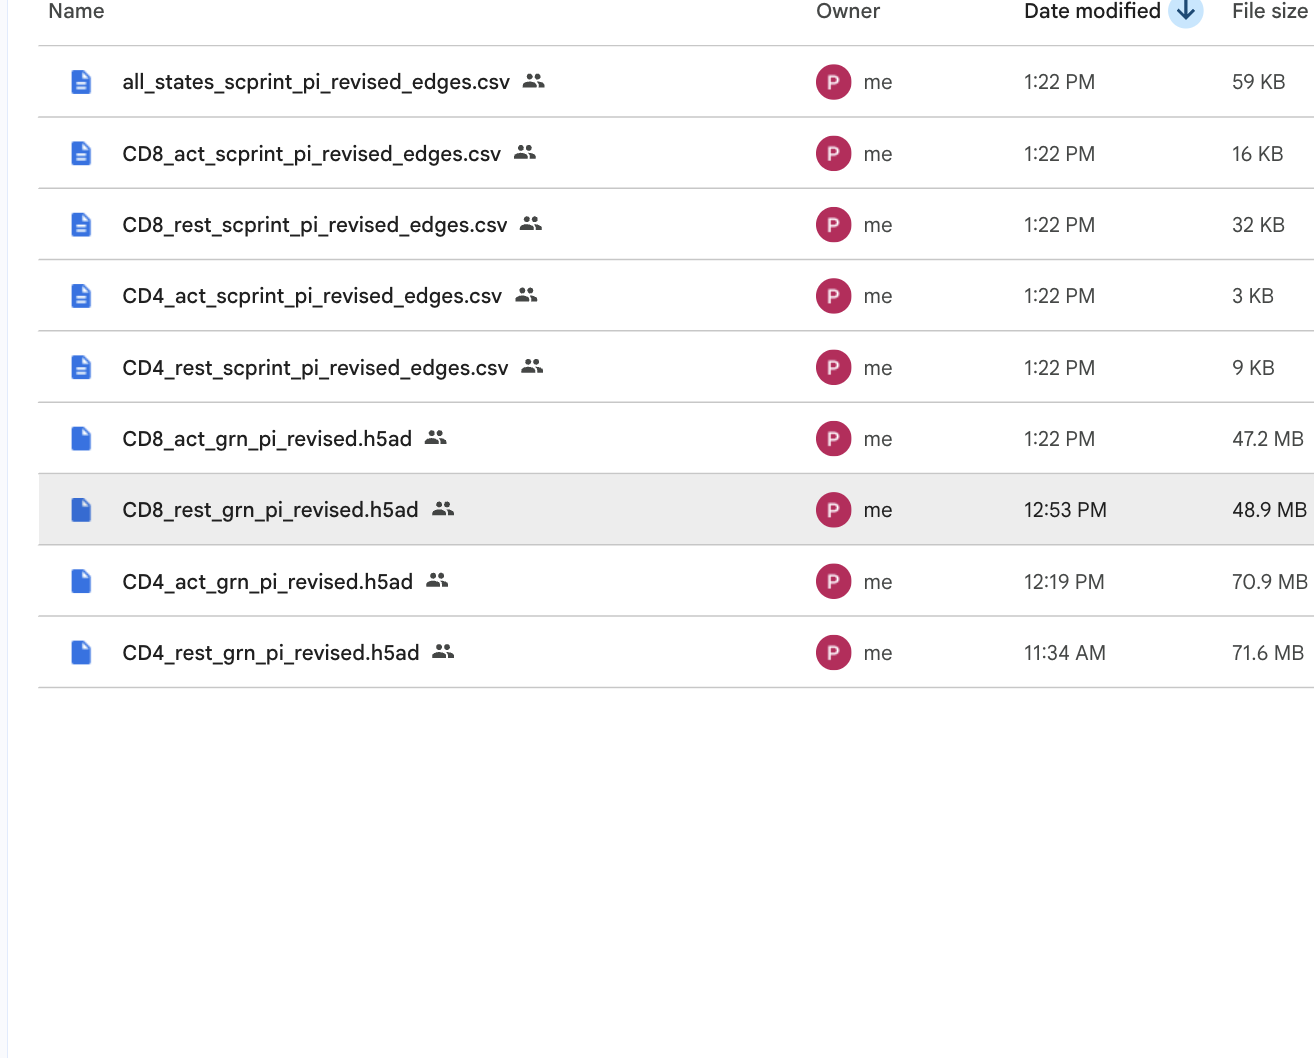 Name Owner Date modified File size
all_states_scprint_pi_revised_edges.csv P me 1:22 PM 59 KB
CD8_act_scprint_pi_revised_edges.csv P me 1:22 PM 16 KB
CD8_rest_scprint_pi_revised_edges.csv P me 1:22 PM 32 KB
CD4_act_scprint_pi_revised_edges.csv P me 1:22 PM 3 KB
CD4_rest_scprint_pi_revised_edges.csv P me 1:22 PM 9 KB
CD8_act_grn_pi_revised.h5ad P me 1:22 PM 47.2 MB
CD8_rest_grn_pi_revised.h5ad P me 12:53 PM 48.9 MB
CD4_act_grn_pi_revised.h5ad P me 12:19 PM 70.9 MB
CD4_rest_grn_pi_revised.h5ad P me 11:34 AM 71.6 MB